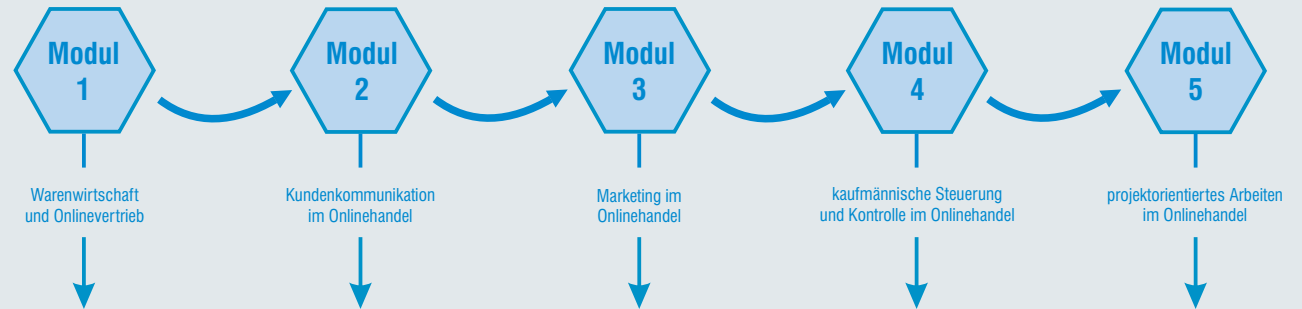 Modul
1
Modul
2
Modul
3
Modul
4
Modul
5
Warenwirtschaft
und Onlinevertrieb
Kundenkommunikation
im Onlinehandel
Marketing im
Onlinehandel
kaufmännische Steuerung
und Kontrolle im Onlinehandel
projektorientiertes Arbeiten
im Onlinehandel